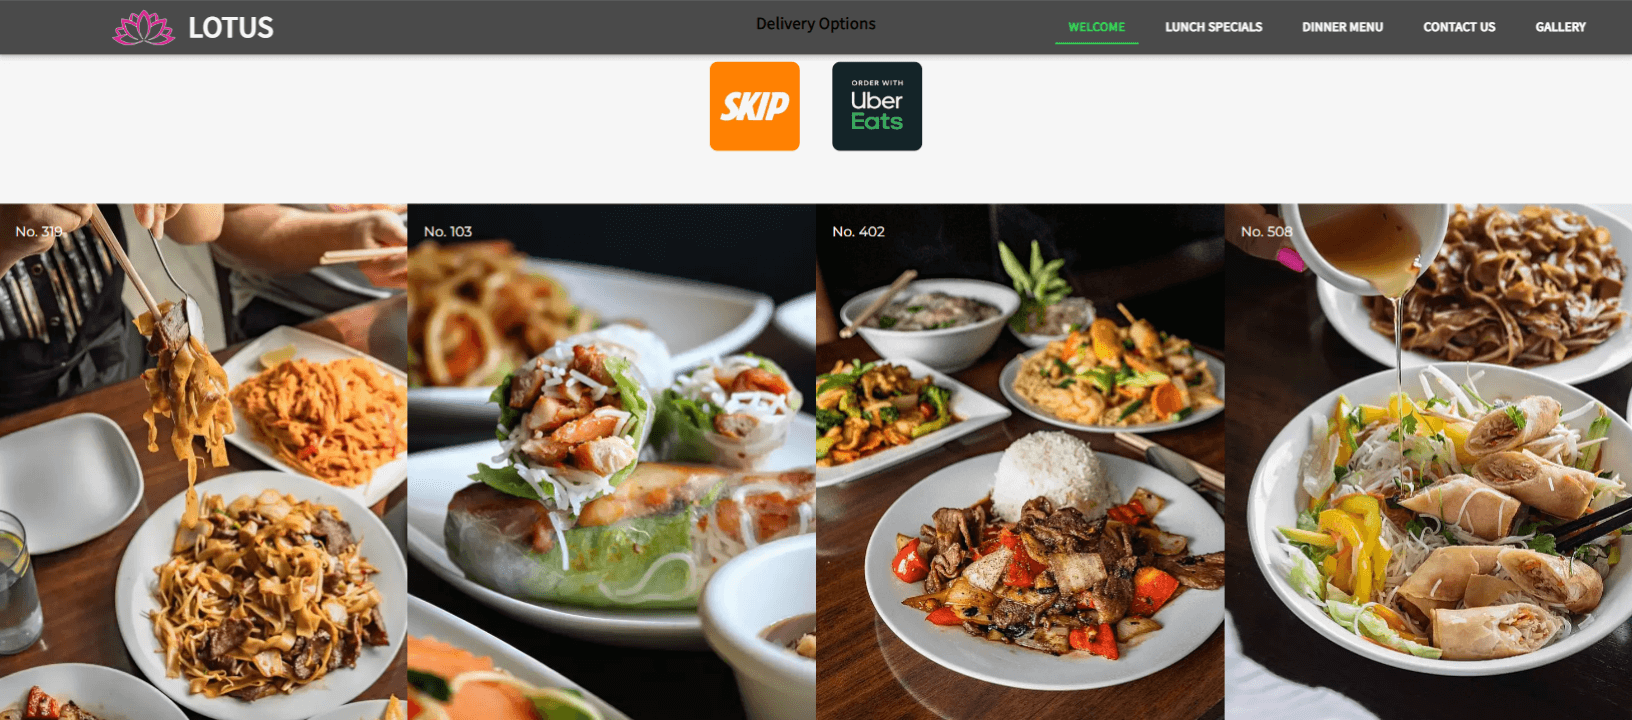 LOTUS
Delivery Options
WELCOME
LUNCH SPECIALS
DINNER MENU
CONTACT US
GALLERY
SKIP
ORDER WITH
Uber
Eats
No. 319
No. 103
No. 402
No. 508